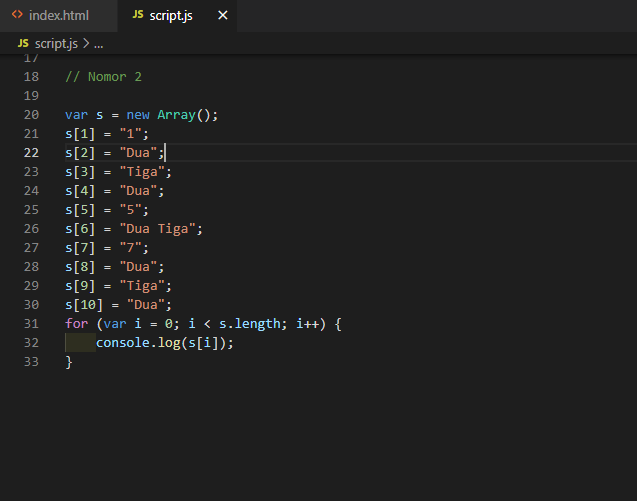 <> index.html JS script.js ✕
JS script.js > ...
17
18 // Nomor 2
19
20 var s = new Array();
21 s[1] = "1";
22 s[2] = "Dua";
23 s[3] = "Tiga";
24 s[4] = "Dua";
25 s[5] = "5";
26 s[6] = "Dua Tiga";
27 s[7] = "7";
28 s[8] = "Dua";
29 s[9] = "Tiga";
30 s[10] = "Dua";
31 for (var i = 0; i < s.length; i++) {
32 console.log(s[i]);
33 }